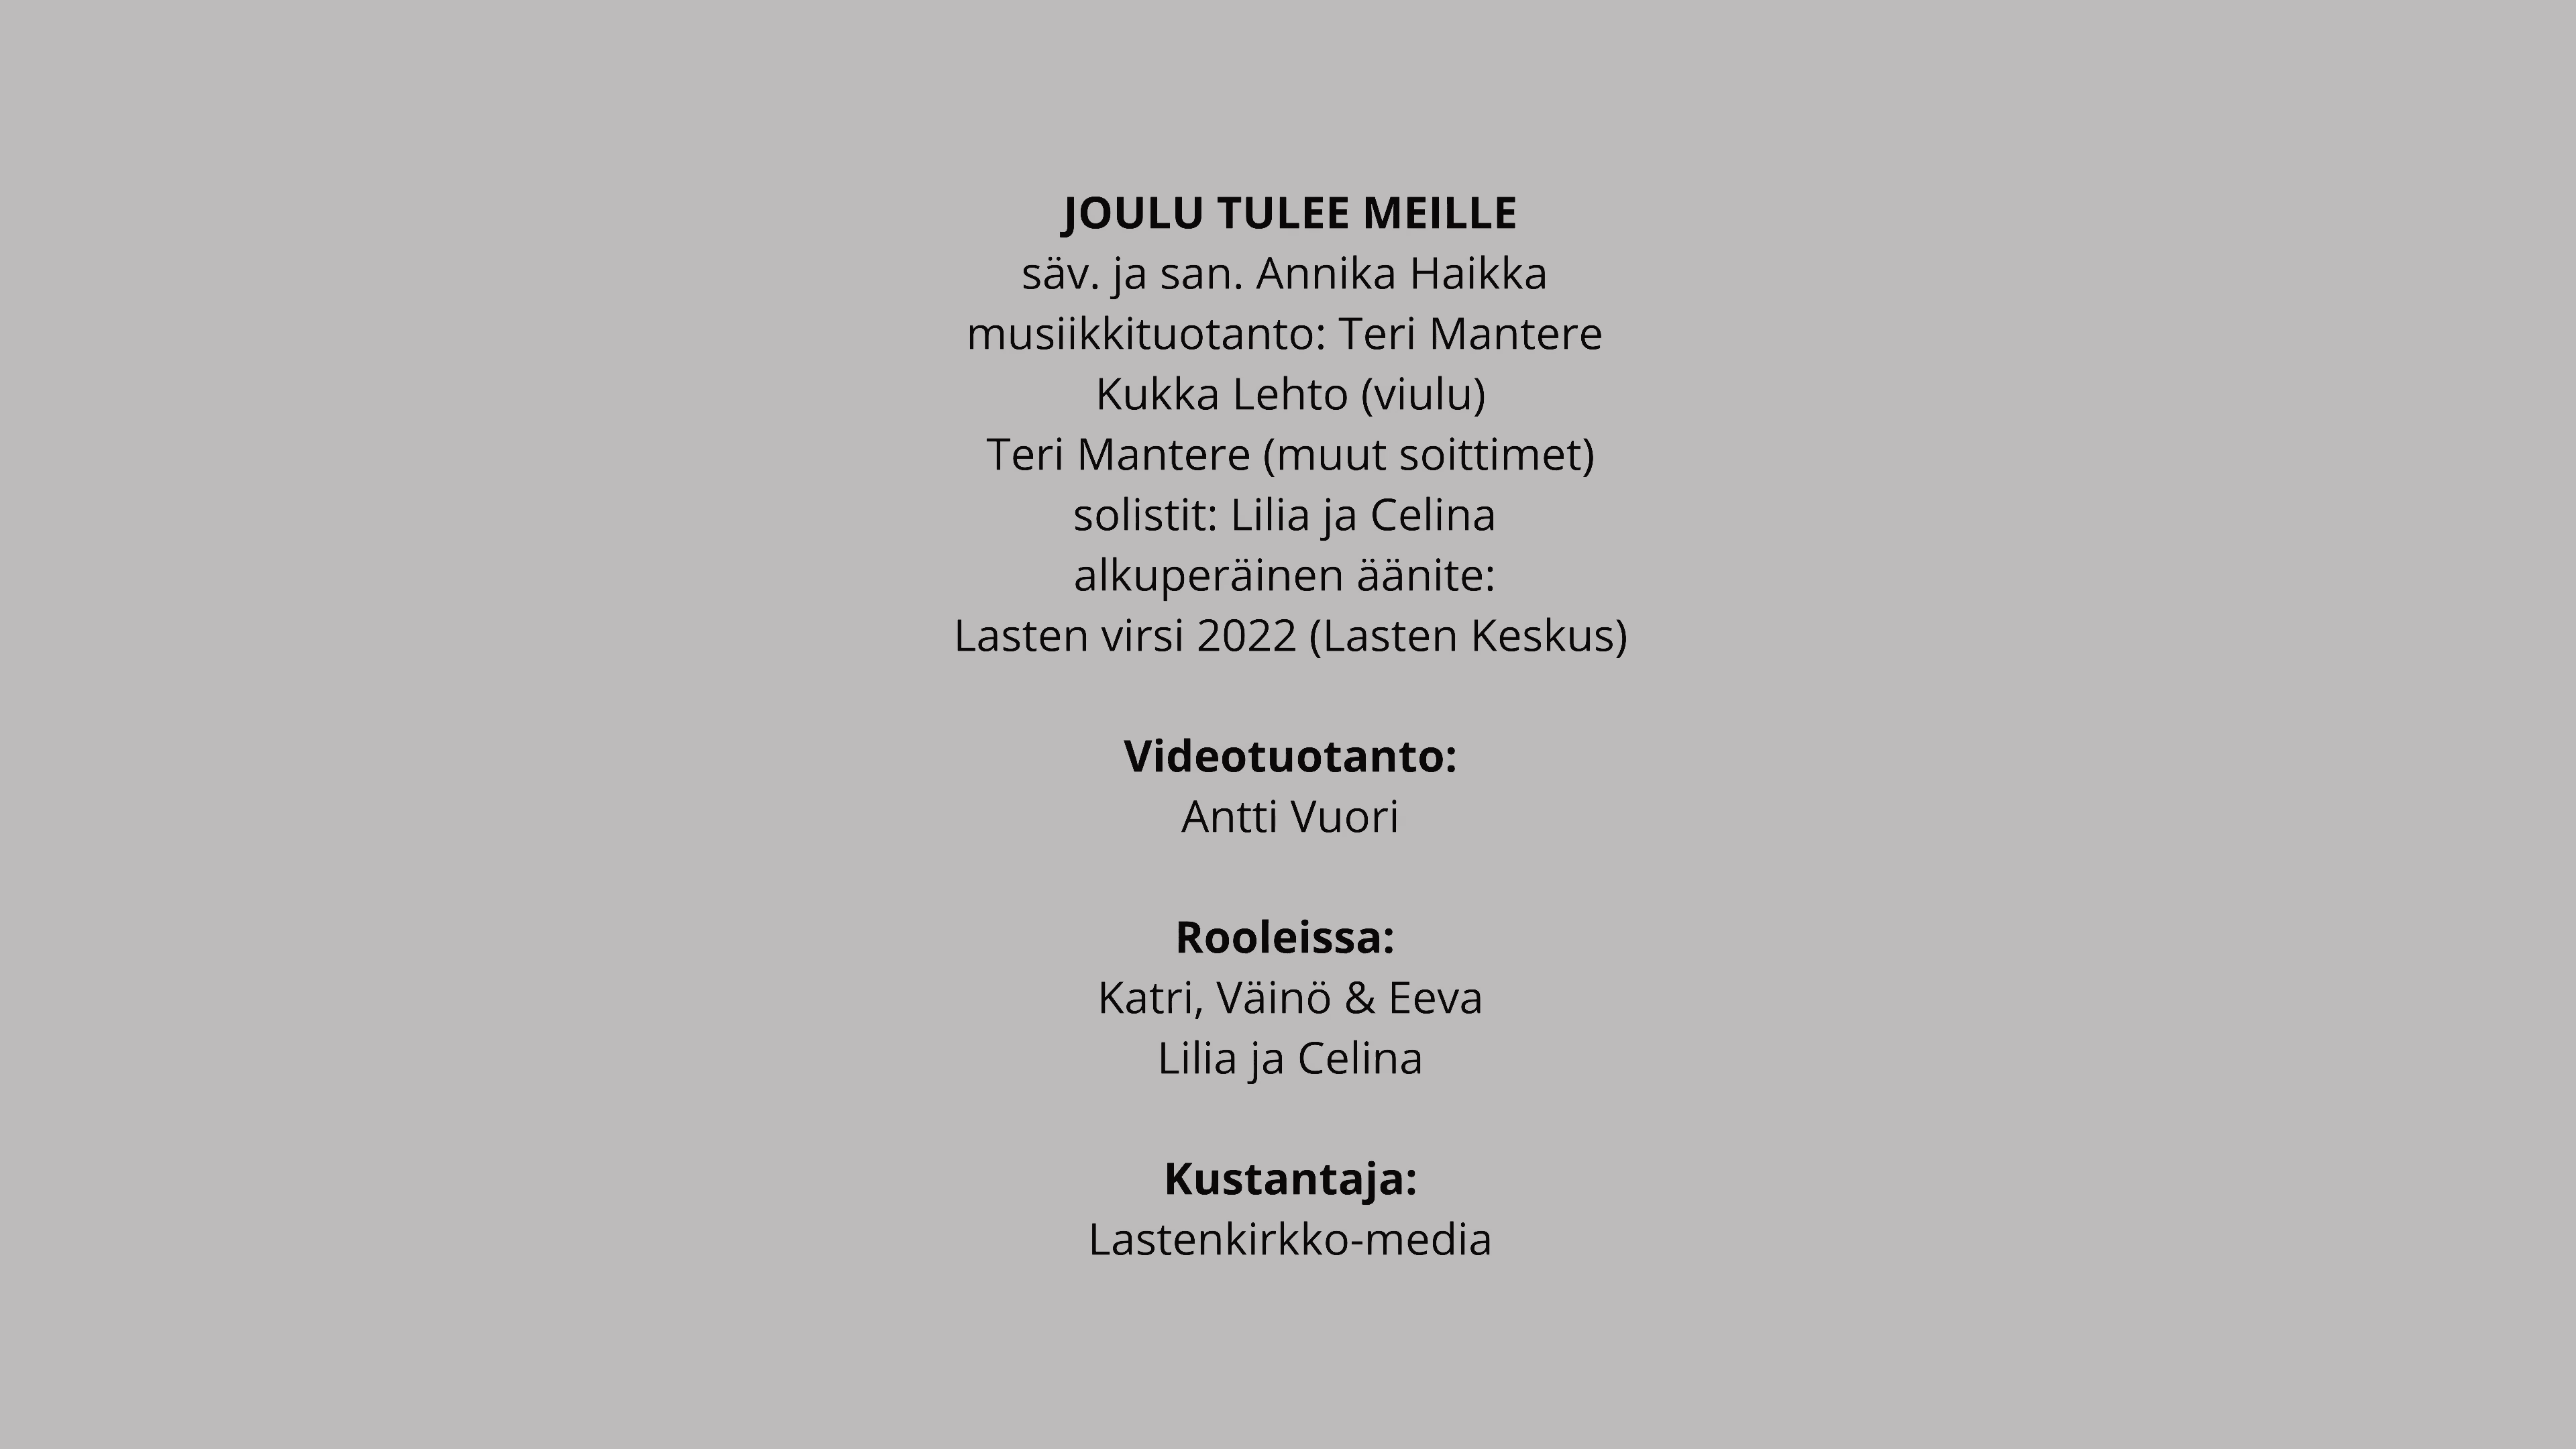 JOULU TULEE MEILLE
säv. ja san. Annika Haikka
musiikkituotanto: Teri Mantere
Kukka Lehto (viulu)
Teri Mantere (muut soittimet)
solistit: Lilia ja Celina
alkuperäinen äänite:
Lasten virsi 2022 (Lasten Keskus)
Videotuotanto:
Antti Vuori
Rooleissa:
Katri, Väinö & Eeva
Lilia ja Celina
Kustantaja:
Lastenkirkko-media